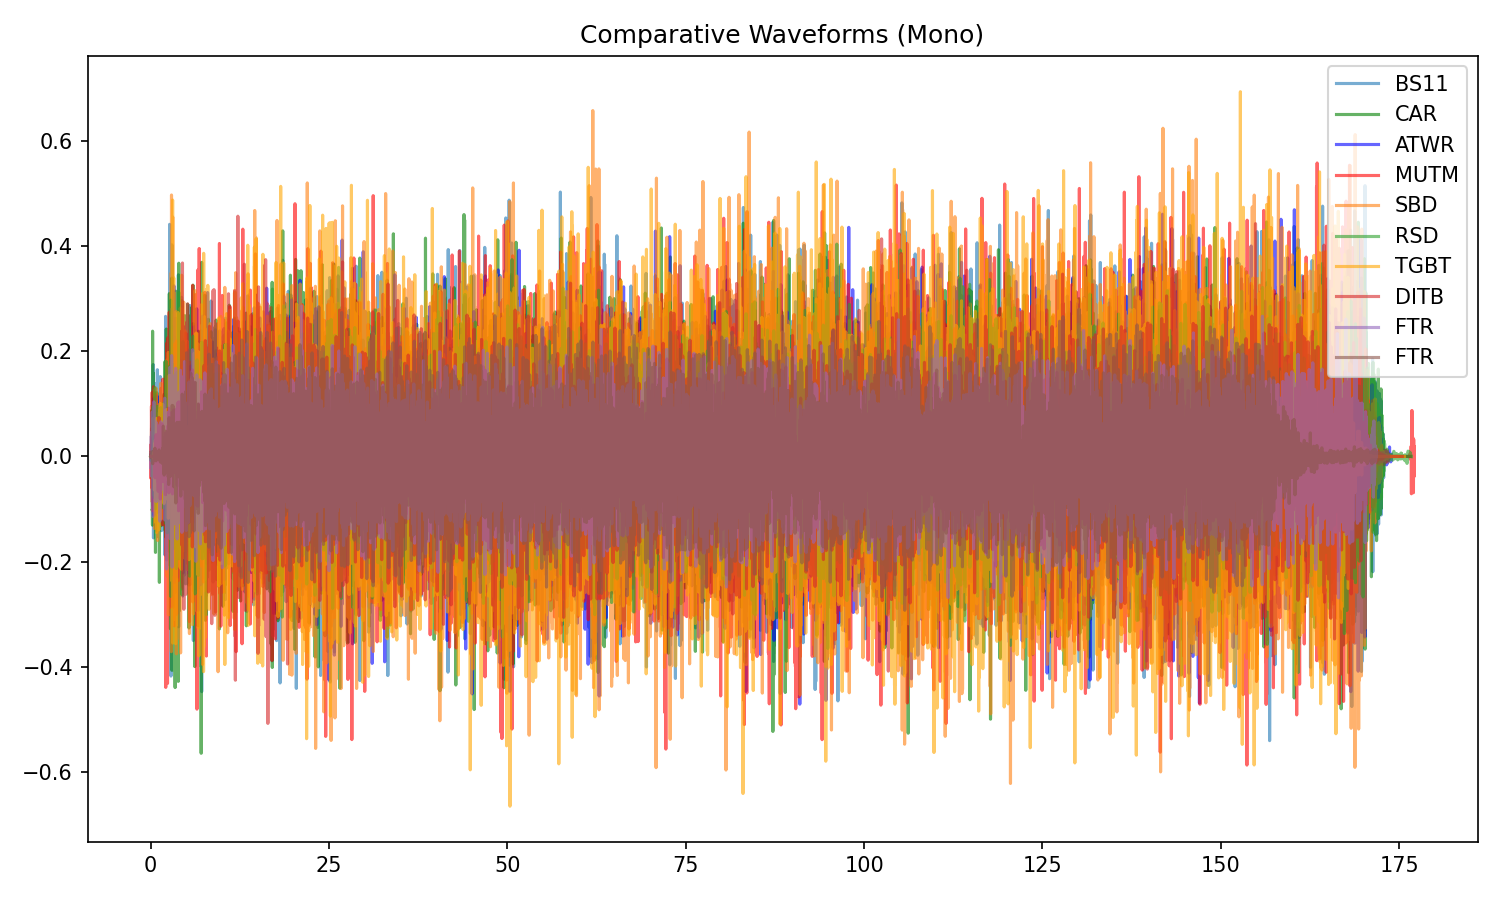 Comparative Waveforms (Mono)
BS11
CAR
ATWR
MUTM
SBD
RSD
TGBT
DITB
FTR
FTR
0.6
0.4
0.2
0.0
−0.2
−0.4
−0.6
0 25 50 75 100 125 150 175